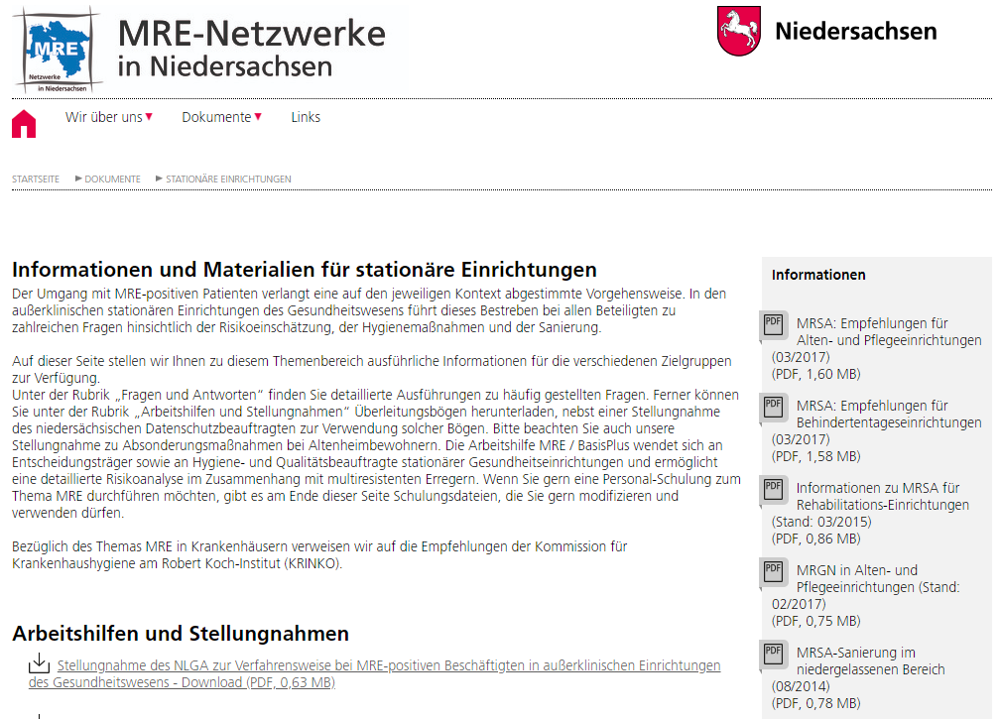 MRE
Netzwerke
in Niedersachsen
MRE-Netzwerke
in Niedersachsen
Niedersachsen
Wir über uns
Dokumente
Links
STARTSEITE
DOKUMENTE
STATIONÄRE EINRICHTUNGEN
Informationen und Materialien für stationäre Einrichtungen
Der Umgang mit MRE-positiven Patienten verlangt eine auf den jeweiligen Kontext abgestimmte Vorgehensweise. In den
außerklinischen stationären Einrichtungen des Gesundheitswesens führt dieses Bestreben bei allen Beteiligten zu
zahlreichen Fragen hinsichtlich der Risikoeinschätzung, der Hygienemaßnahmen und der Sanierung.
Auf dieser Seite stellen wir Ihnen zu diesem Themenbereich ausführliche Informationen für die verschiedenen Zielgruppen
zur Verfügung.
Unter der Rubrik „Fragen und Antworten“ finden Sie detaillierte Ausführungen zu häufig gestellten Fragen. Ferner können
Sie unter der Rubrik „Arbeitshilfen und Stellungnahmen“ Überleitungsbögen herunterladen, nebst einer Stellungnahme
des niedersächsischen Datenschutzbeauftragten zur Verwendung solcher Bögen. Bitte beachten Sie auch unsere
Stellungnahme zu Absonderungsmaßnahmen bei Altenheimbewohnern. Die Arbeitshilfe MRE / BasisPlus wendet sich an
Entscheidungsträger sowie an Hygiene- und Qualitätsbeauftragte stationärer Gesundheitseinrichtungen und ermöglicht
eine detaillierte Risikoanalyse im Zusammenhang mit multiresistenten Erregern. Wenn Sie gern eine Personal-Schulung zum
Thema MRE durchführen möchten, gibt es am Ende dieser Seite Schulungsdateien, die Sie gern modifizieren und
verwenden dürfen.
Bezüglich des Themas MRE in Krankenhäusern verweisen wir auf die Empfehlungen der Kommission für
Krankenhaushygiene am Robert Koch-Institut (KRINKO).
Arbeitshilfen und Stellungnahmen
Stellungnahme des NLGA zur Verfahrensweise bei MRE-positiven Beschäftigten in außerklinischen Einrichtungen
des Gesundheitswesens - Download (PDF, 0,63 MB)
Informationen
PDF MRSA: Empfehlungen für
Alten- und Pflegeeinrichtungen
(03/2017)
(PDF, 1,60 MB)
PDF MRSA: Empfehlungen für
Behindertentageseinrichtungen
(03/2017)
(PDF, 1,58 MB)
PDF Informationen zu MRSA für
Rehabilitations-Einrichtungen
(Stand: 03/2015)
(PDF, 0,86 MB)
PDF MRGN in Alten- und
Pflegeeinrichtungen (Stand:
02/2017)
(PDF, 0,75 MB)
PDF MRSA-Sanierung im
niedergelassenen Bereich
(08/2014)
(PDF, 0,78 MB)